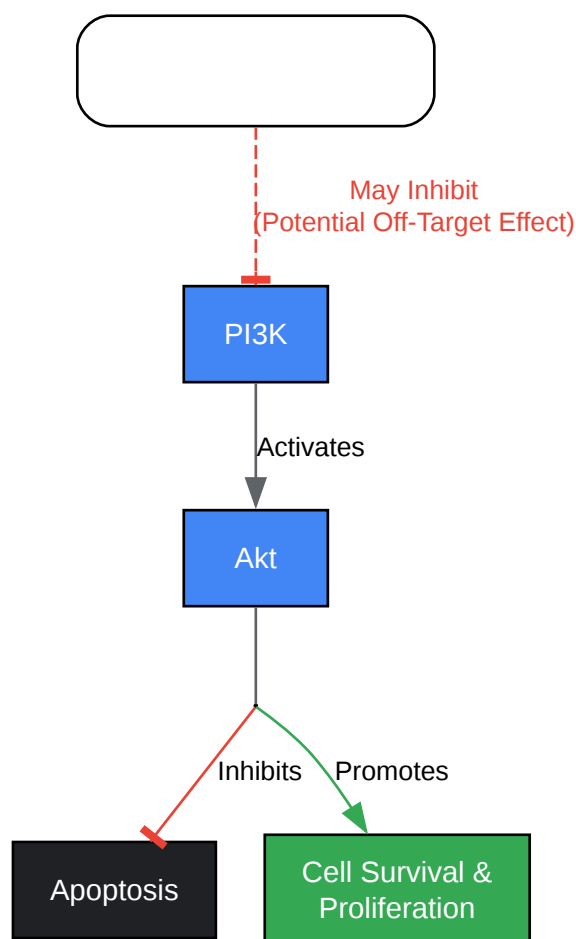 May Inhibit
(Potential Off-Target Effect)
PI3K
Activates
Akt
Inhibits
Promotes
Apoptosis
Cell Survival &
Proliferation